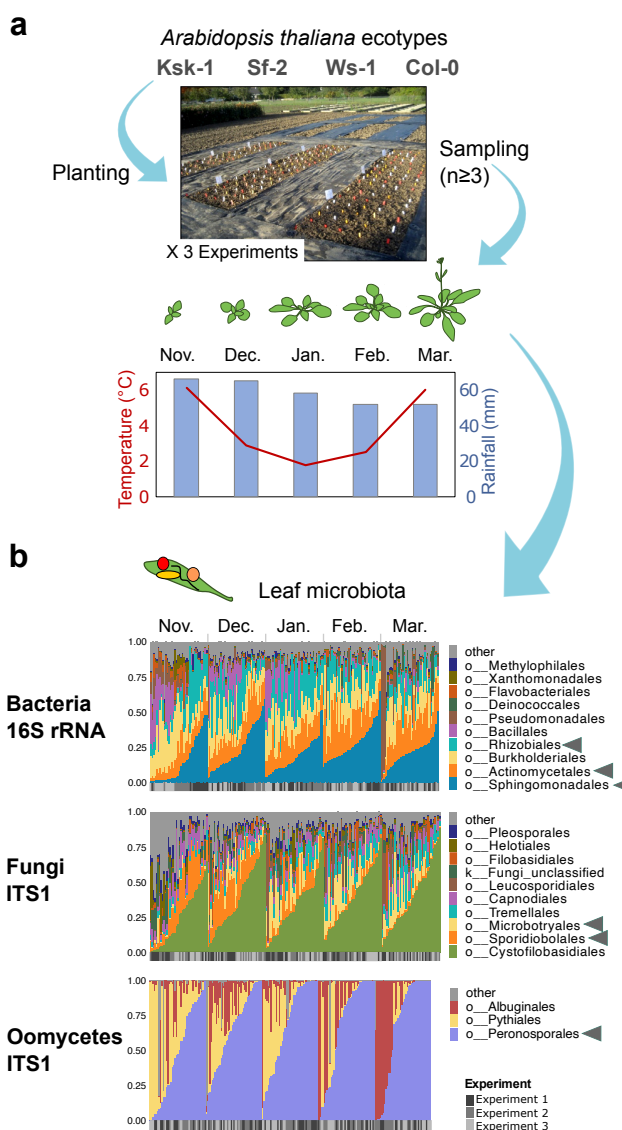 a
Arabidopsis thaliana ecotypes
Ksk-1 Sf-2 Ws-1 Col-0
Planting
Sampling
(n≥3)
X 3 Experiments
Nov. Dec. Jan. Feb. Mar.
Temperature (°C)
6
4
2
0
60
40
20
0
Rainfall (mm)
b
Leaf microbiota
Nov. Dec. Jan. Feb. Mar.
Bacteria
16S rRNA
1.00
0.75
0.50
0.25
0.00
other
o__Methylophilales
o__Xanthomonadales
o__Flavobacteriales
o__Deinococcales
o__Pseudomonadales
o__Bacillales
o__Rhizobiales
o__Burkholderiales
o__Actinomycetales
o__Sphingomonadales
Fungi
ITS1
1.00
0.75
0.50
0.25
0.00
other
o__Pleosporales
o__Helotiales
o__Filobasidiales
k__Fungi_unclassified
o__Leucosporidiales
o__Capnodiales
o__Tremellales
o__Microbotryales
o__Sporidiobolales
o__Cystofilobasidiales
Oomycetes
ITS1
1.00
0.75
0.50
0.25
0.00
other
o__Albuginales
o__Pythiales
o__Peronosporales
Experiment
Experiment 1
Experiment 2
Experiment 3